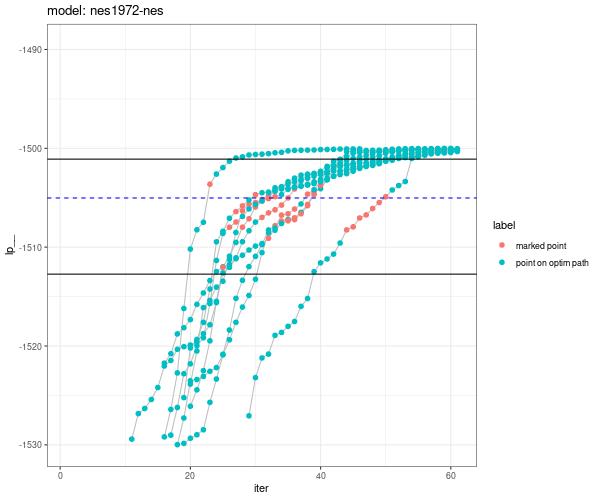 model: nes1972-nes
-1490
-1500
-1510
-1520
-1530
lp__
0
20
40
60
iter
label
marked point
point on optim path